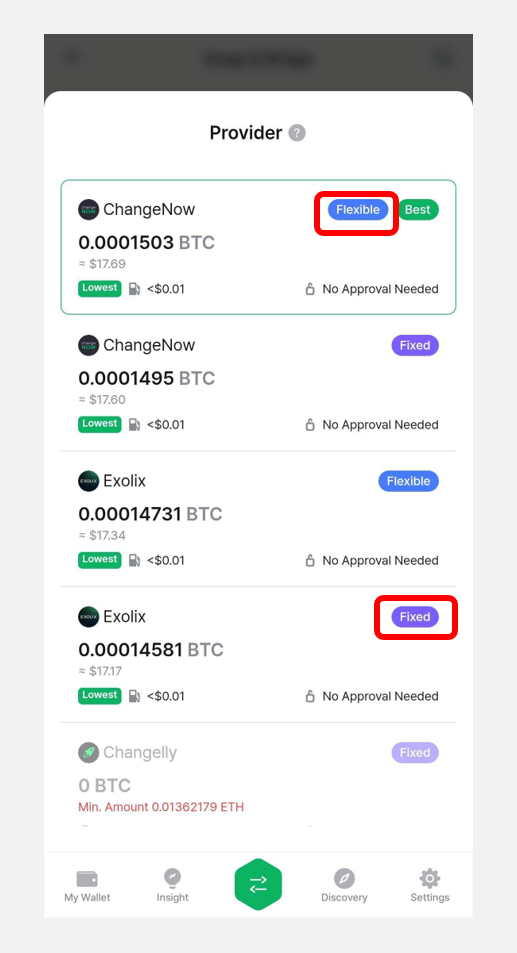 Provider ?
ChangeNow Flexible Best
0.0001503 BTC
≈ $17.69
Lowest <$0.01 No Approval Needed
ChangeNow Fixed
0.0001495 BTC
≈ $17.60
Lowest <$0.01 No Approval Needed
Exolix Flexible
0.00014731 BTC
≈ $17.34
Lowest <$0.01 No Approval Needed
Exolix Fixed
0.00014581 BTC
≈ $17.17
Lowest <$0.01 No Approval Needed
Changelly Fixed
0 BTC
Min. Amount 0.01362179 ETH
My Wallet Insight Discovery Settings